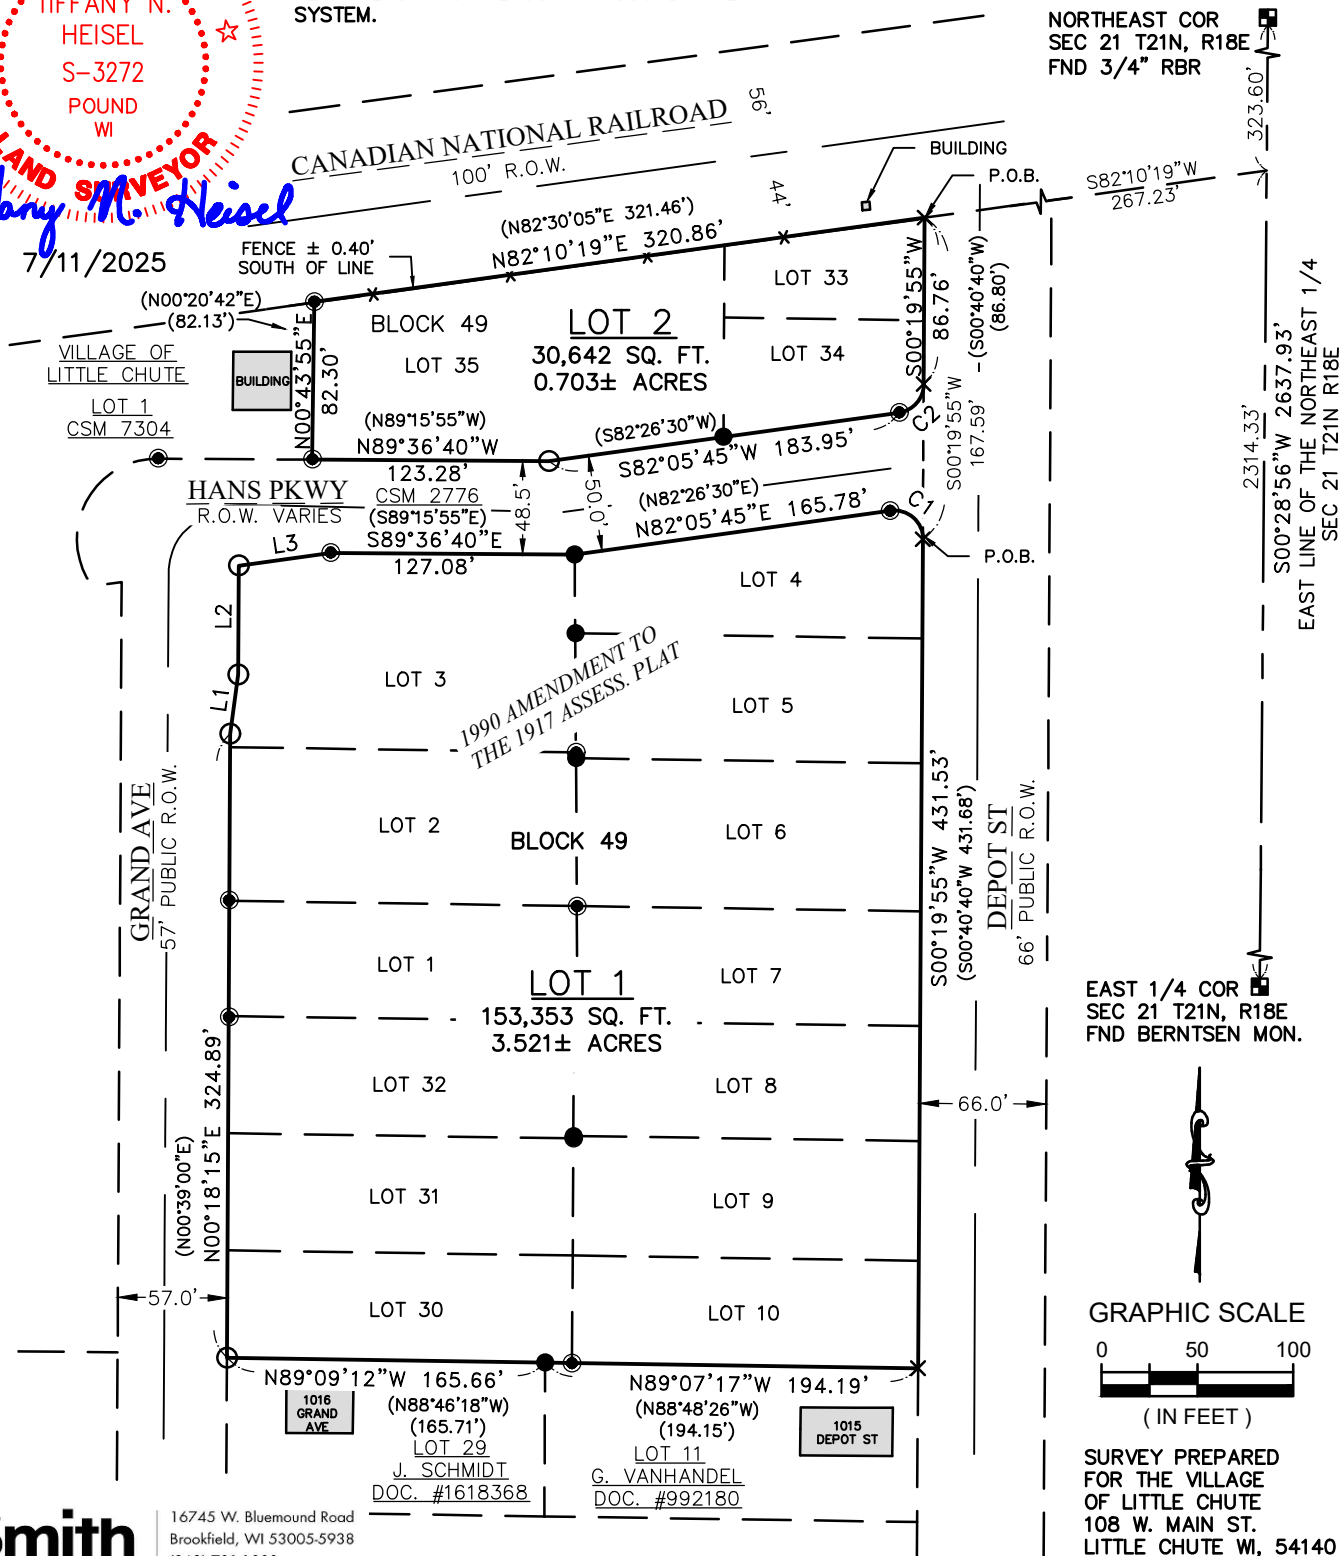 SYSTEM.
TIFFANY N.
HEISEL
S-3272
POUND
WI
LAND SURVEYOR
N. Heisel
7/11/2025
NORTHEAST COR
SEC 21 T21N, R18E
FND 3/4" RBR
323.60'
CANADIAN NATIONAL RAILROAD
100' R.O.W.
56'
44'
BUILDING
P.O.B.
S82°10'19"W
267.23'
(N82°30'05"E 321.46')
N82°10'19"E 320.86'
FENCE ± 0.40'
SOUTH OF LINE
(N00°20'42"E)
(82.13')
N00°43'55"E
82.30'
VILLAGE OF
LITTLE CHUTE
LOT 1
CSM 7304
BUILDING
BLOCK 49
LOT 35
LOT 2
30,642 SQ. FT.
0.703± ACRES
LOT 33
LOT 34
S00°19'55"W
86.76'
(S00°40'40"W)
(86.80')
S00°19'55"W
167.59'
C2
(N89°15'55"W)
N89°36'40"W
123.28'
(S82°26'30"W)
S82°05'45"W 183.95'
HANS PKWY
R.O.W. VARIES
CSM 2776
(S89°15'55"E)
S89°36'40"E
127.08'
48.5'
50.0'
(N82°26'30"E)
N82°05'45"E 165.78'
C1
P.O.B.
L3
L2
L1
2314.33'
S00°28'56"W 2637.93'
EAST LINE OF THE NORTHEAST 1/4
SEC 21 T21N R18E
LOT 4
LOT 3
LOT 5
1990 AMENDMENT TO
THE 1917 ASSESS. PLAT
LOT 2
BLOCK 49
LOT 6
GRAND AVE
57' PUBLIC R.O.W.
S00°19'55"W 431.53'
(S00°40'40"W 431.68')
DEPOT ST
66' PUBLIC R.O.W.
LOT 1
LOT 1
153,353 SQ. FT.
3.521± ACRES
LOT 7
EAST 1/4 COR
SEC 21 T21N, R18E
FND BERNTSEN MON.
LOT 32
LOT 8
66.0'
(N00°39'00"E)
N00°18'15"E 324.89'
LOT 31
LOT 9
57.0'
LOT 30
LOT 10
GRAPHIC SCALE
0 50 100
( IN FEET )
N89°09'12"W 165.66'
(N88°46'18"W)
(165.71')
N89°07'17"W 194.19'
(N88°48'26"W)
(194.15')
1016
GRAND
AVE
1015
DEPOT ST
LOT 29
J. SCHMIDT
DOC. #1618368
LOT 11
G. VANHANDEL
DOC. #992180
SURVEY PREPARED
FOR THE VILLAGE
OF LITTLE CHUTE
108 W. MAIN ST.
LITTLE CHUTE WI, 54140
16745 W. Bluemound Road
Brookfield, WI 53005-5938